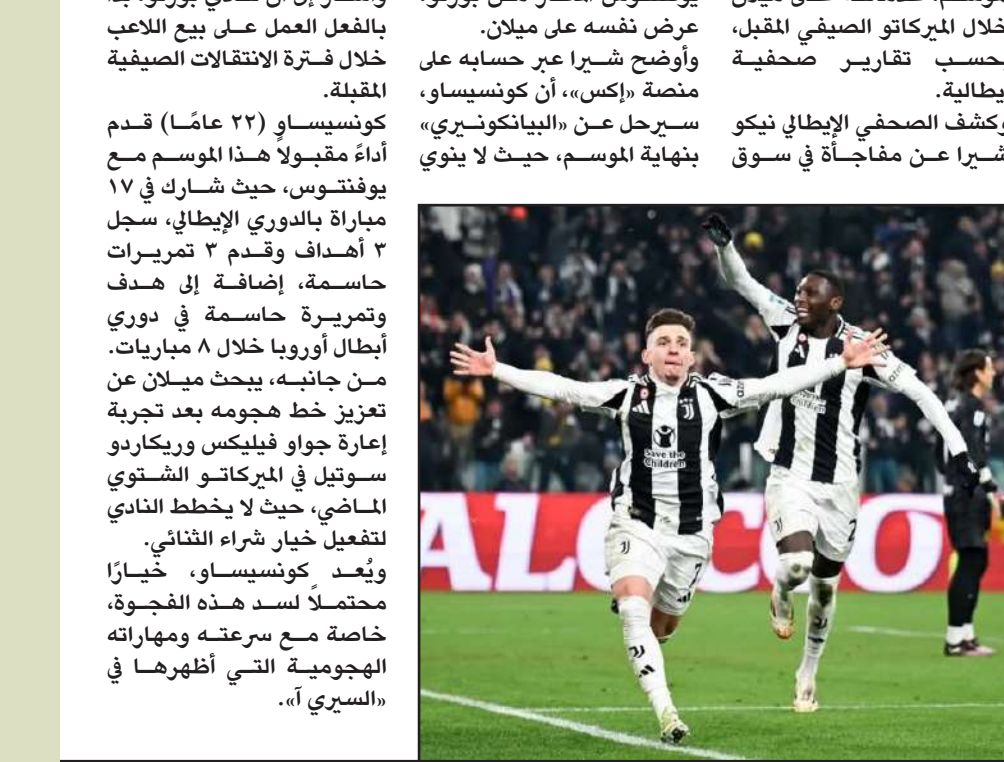 خلال الميركاتو الصيفي المقبل،
بحسب تقارير صحفية
إيطالية.
وكشف الصحفي الإيطالي نيكو
شيرا عن مفاجأة في سوق
عرض نفسه على ميلان.
وأوضح شيرا عبر حسابه على
منصة «إكس»، أن كونسيساو،
سيرحل عن «البيانكونيري»
بنهاية الموسم، حيث لا ينوي
بالفعل العمل على بيع اللاعب
خلال فترة الانتقالات الصيفية
المقبلة.
كونسيساو (٢٢ عامًا) قدم
أداءً مقبولاً هذا الموسم مع
يوفنتوس، حيث شارك في ١٧
مباراة بالدوري الإيطالي، سجل
٣ أهداف وقدم ٣ تمريرات
حاسمة، إضافة إلى هدف
وتمريرة حاسمة في دوري
أبطال أوروبا خلال ٨ مباريات.
من جانبه، يبحث ميلان عن
تعزيز خط هجومه بعد تجربة
إعارة جواو فيليكس وريكاردو
سوتيل في الميركاتو الشتوي
الماضي، حيث لا يخطط النادي
لتفعيل خيار شراء الثنائي.
ويُعد كونسيساو، خيارًا
محتملاً لسد هذه الفجوة،
خاصة مع سرعته ومهاراته
الهجومية التي أظهرها في
«السيري آ».
Save the
Children